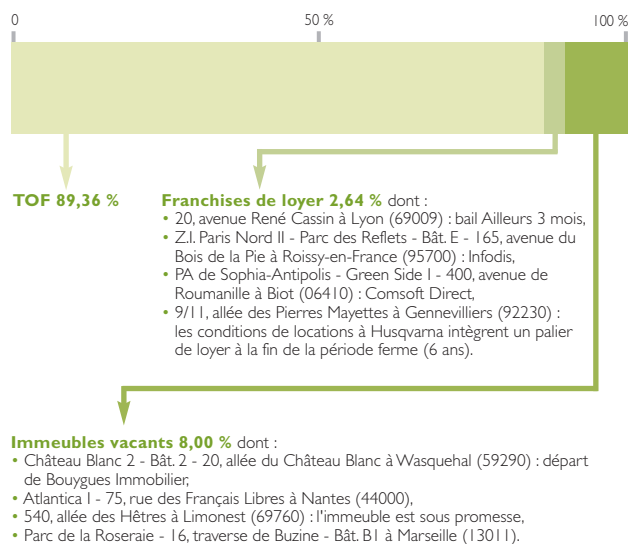 0 50 % 100 %
TOF 89,36 %
Franchises de loyer 2,64 % dont :
• 20, avenue René Cassin à Lyon (69009) : bail Ailleurs 3 mois,
• Z.I. Paris Nord II - Parc des Reflets - Bât. E - 165, avenue du
Bois de la Pie à Roissy-en-France (95700) : Infodis,
• PA de Sophia-Antipolis - Green Side I - 400, avenue de
Roumanille à Biot (06410) : Comsoft Direct,
• 9/11, allée des Pierres Mayettes à Gennevilliers (92230) :
les conditions de locations à Husqvarna intègrent un palier
de loyer à la fin de la période ferme (6 ans).
Immeubles vacants 8,00 % dont :
• Château Blanc 2 - Bât. 2 - 20, allée du Château Blanc à Wasquehal (59290) : départ
de Bouygues Immobilier,
• Atlantica I - 75, rue des Français Libres à Nantes (44000),
• 540, allée des Hêtres à Limonest (69760) : l'immeuble est sous promesse,
• Parc de la Roseraie - 16, traverse de Buzine - Bât. B1 à Marseille (13011).